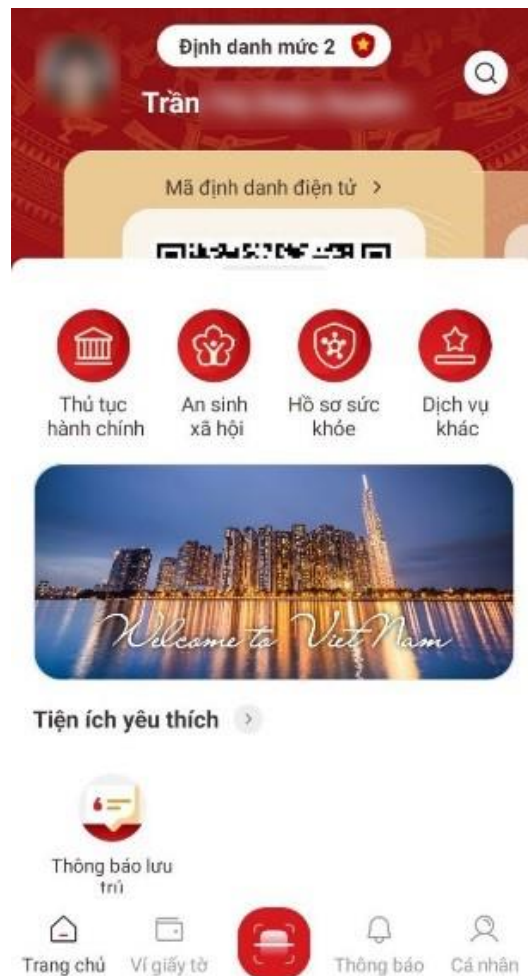 Định danh mức 2
Trần
Mã định danh điện tử >
Thủ tục
hành chính
An sinh
xã hội
Hồ sơ sức
khỏe
Dịch vụ
khác
Welcome to Viet Nam
Tiện ích yêu thích >
Thông báo lưu
trú
Trang chủ
Ví giấy tờ
Thông báo
Cá nhân